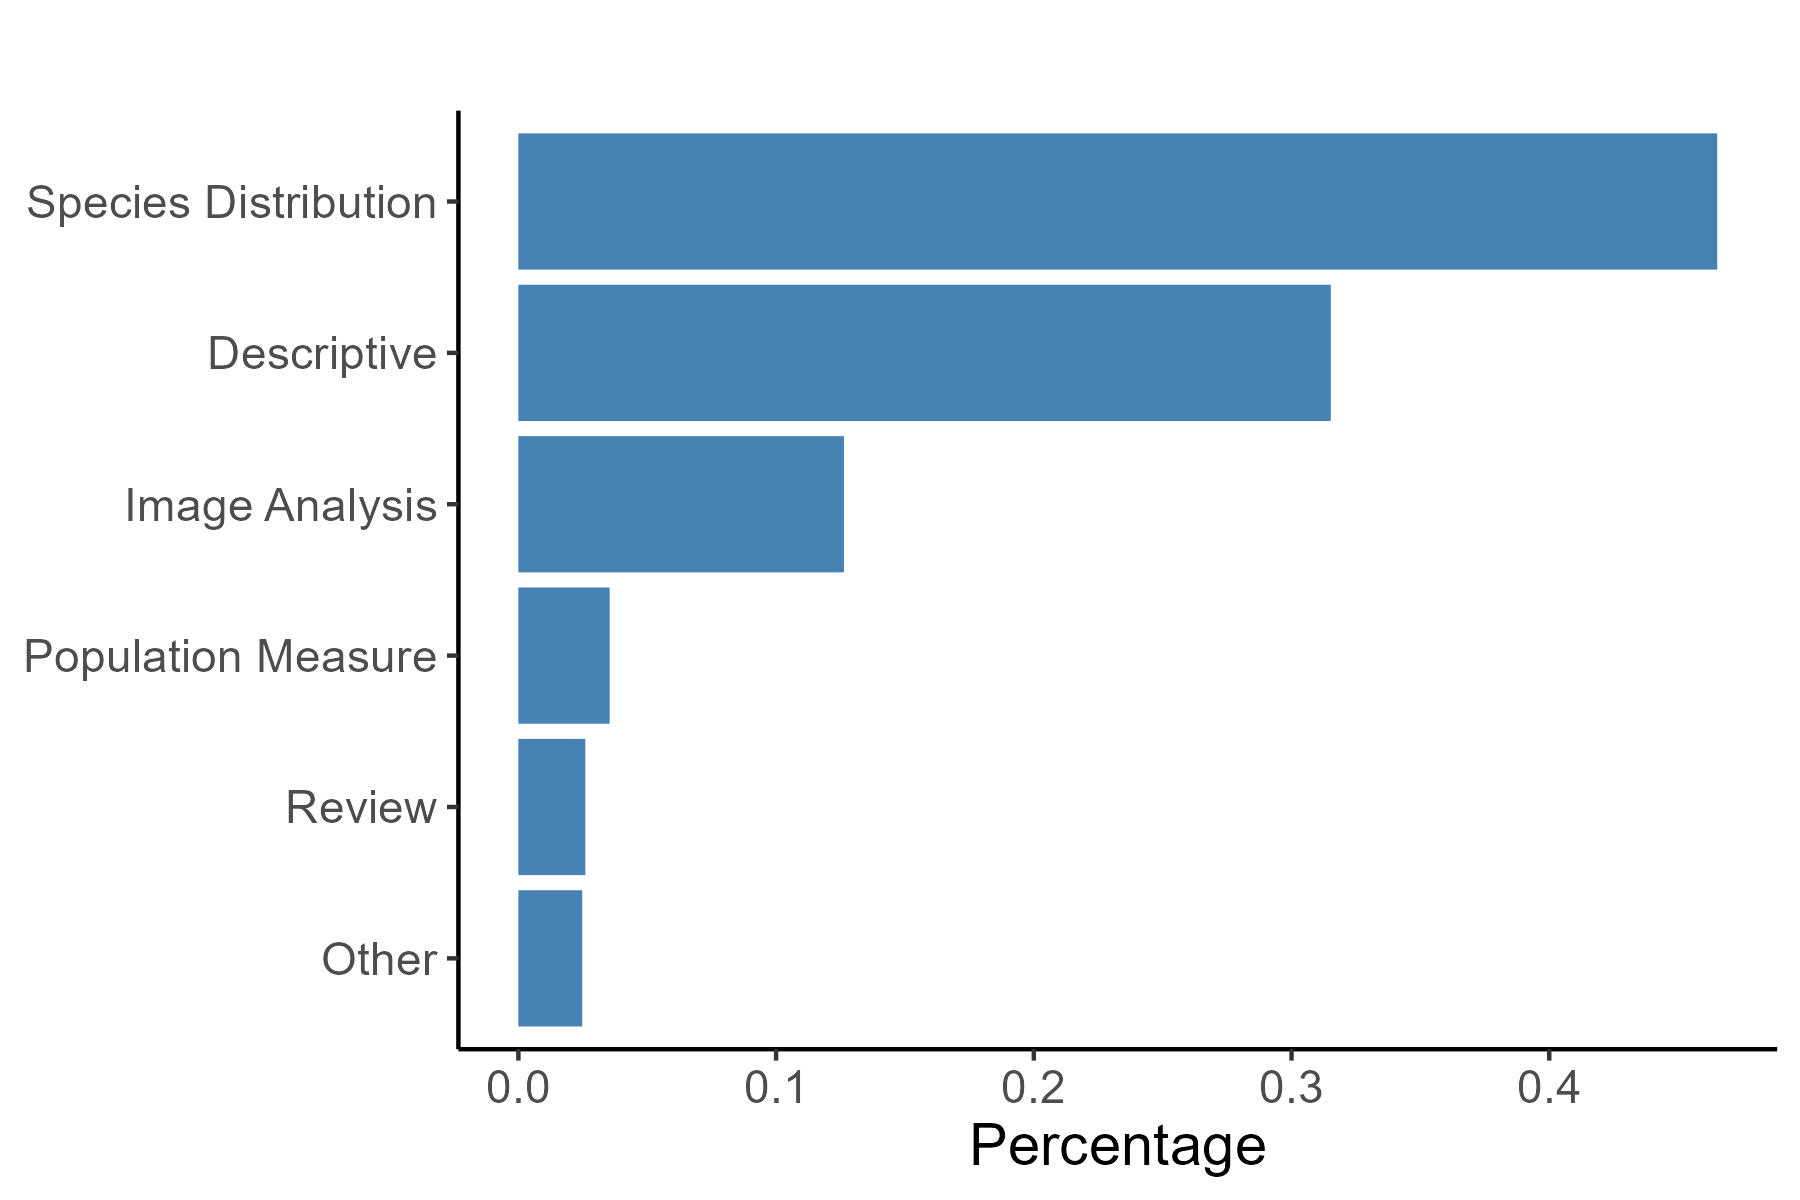 Species Distribution
Descriptive
Image Analysis
Population Measure
Review
Other
0.0 0.1 0.2 0.3 0.4
Percentage